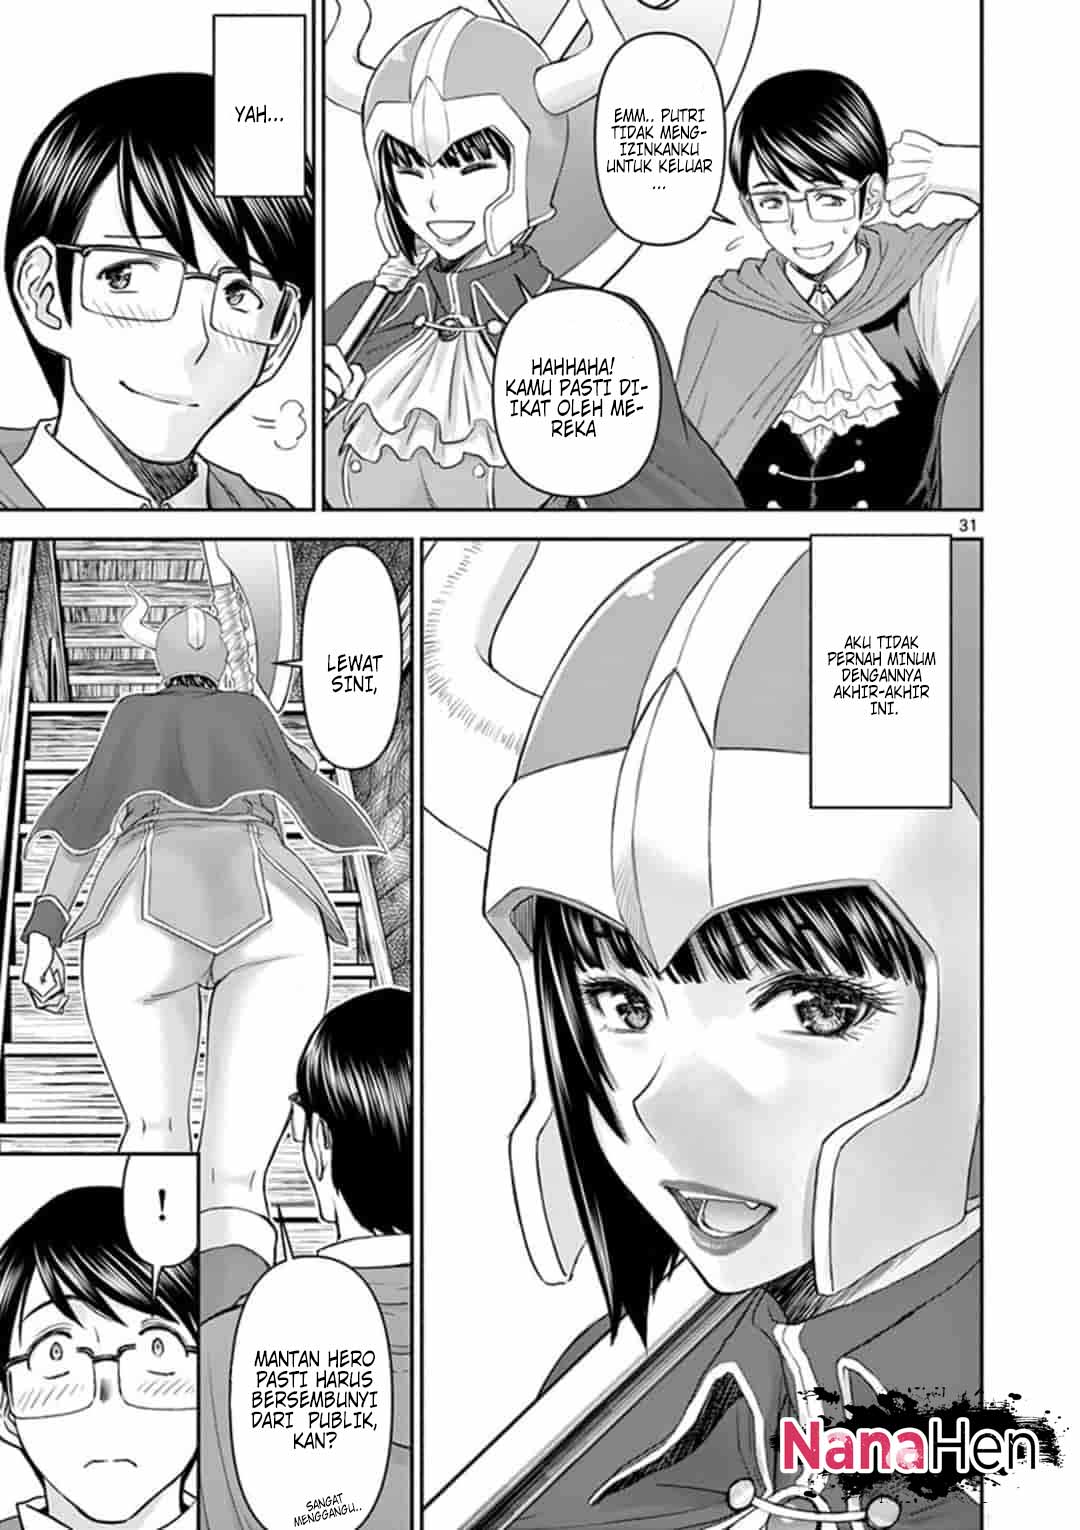 EMM.. PUTRI
TIDAK MENG-
IZINKANKU
UNTUK KELUAR
...
HAHHAHA!
KAMU PASTI DI-
IKAT OLEH ME-
REKA
YAH...
31
AKU TIDAK
PERNAH MINUM
DENGANNYA
AKHIR-AKHIR
INI.
LEWAT
SINI,
!
MANTAN HERO
PASTI HARUS
BERSEMBUNYI
DARI PUBLIK,
KAN?
SANGAT
MENGGANGU..
NanaHen